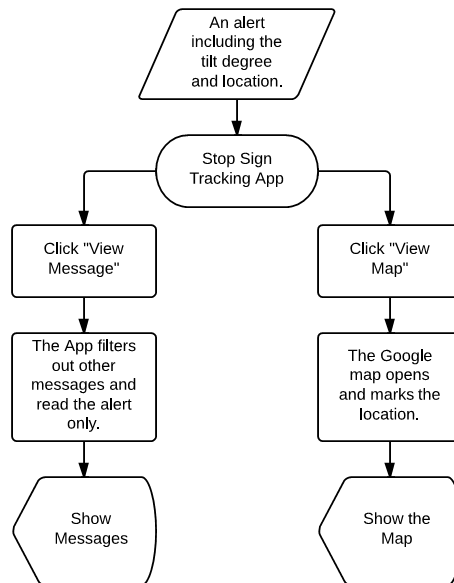 An alert
including the
tilt degree
and location.
Stop Sign
Tracking App
Click "View
Message"
Click "View
Map"
The App filters
out other
messages and
read the alert
only.
The Google
map opens
and marks the
location.
Show
Messages
Show the
Map